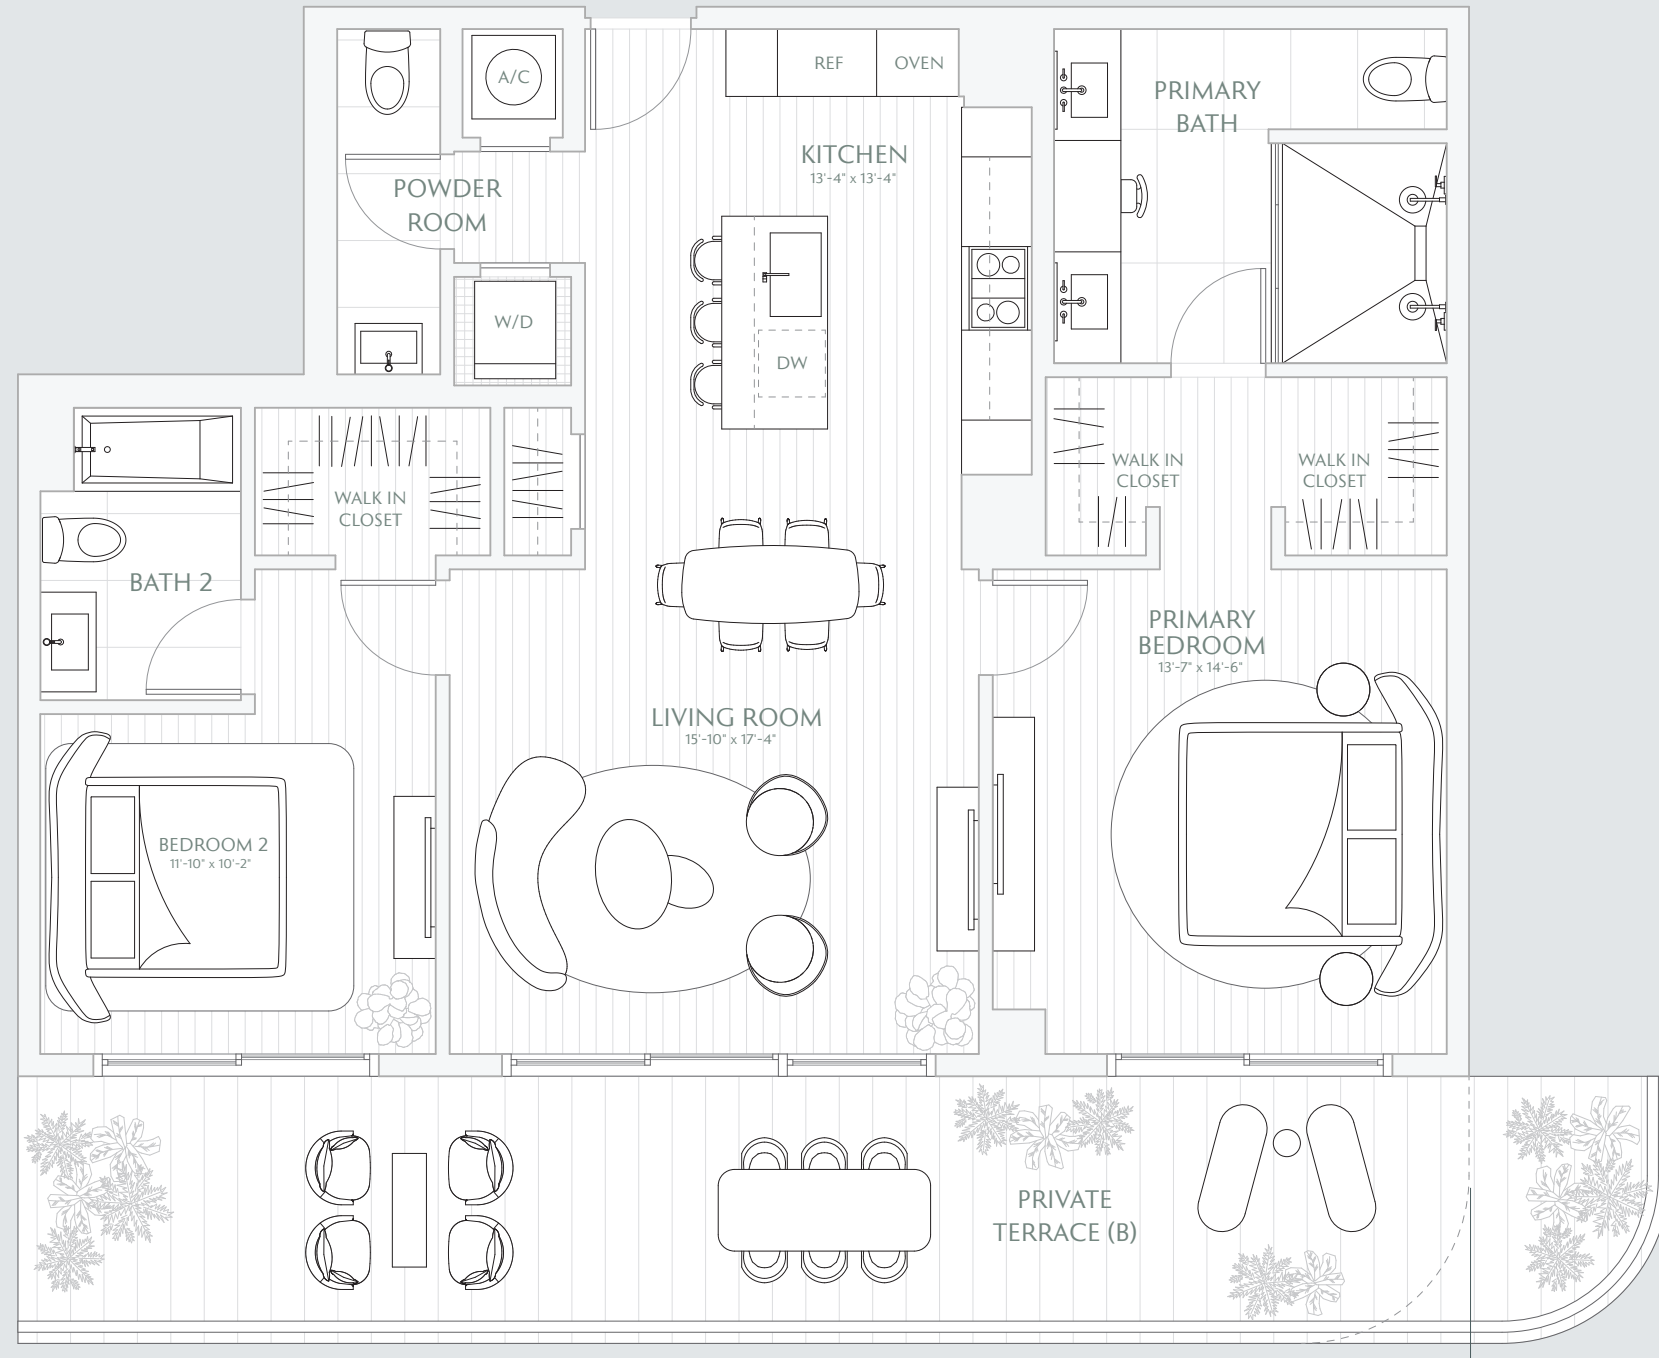 A/C
REF
OVEN
PRIMARY
BATH
KITCHEN
13'-4" x 13'-4"
POWDER
ROOM
W/D
DW
WALK IN
CLOSET
WALK IN
CLOSET
WALK IN
CLOSET
BATH 2
PRIMARY
BEDROOM
13'-7" x 14'-6"
LIVING ROOM
15'-10" x 17'-4"
BEDROOM 2
11'-10" x 10'-2"
PRIVATE
TERRACE (B)